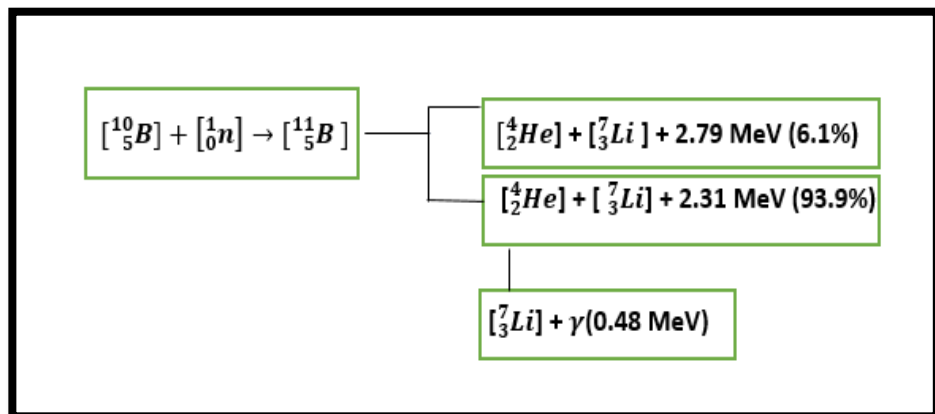 [¹⁰₅B] + [¹₀n] → [¹¹₅B ]
[⁴₂He] + [⁷₃Li ] + 2.79 MeV (6.1%)
[⁴₂He] + [ ⁷₃Li] + 2.31 MeV (93.9%)
[⁷₃Li] + γ(0.48 MeV)